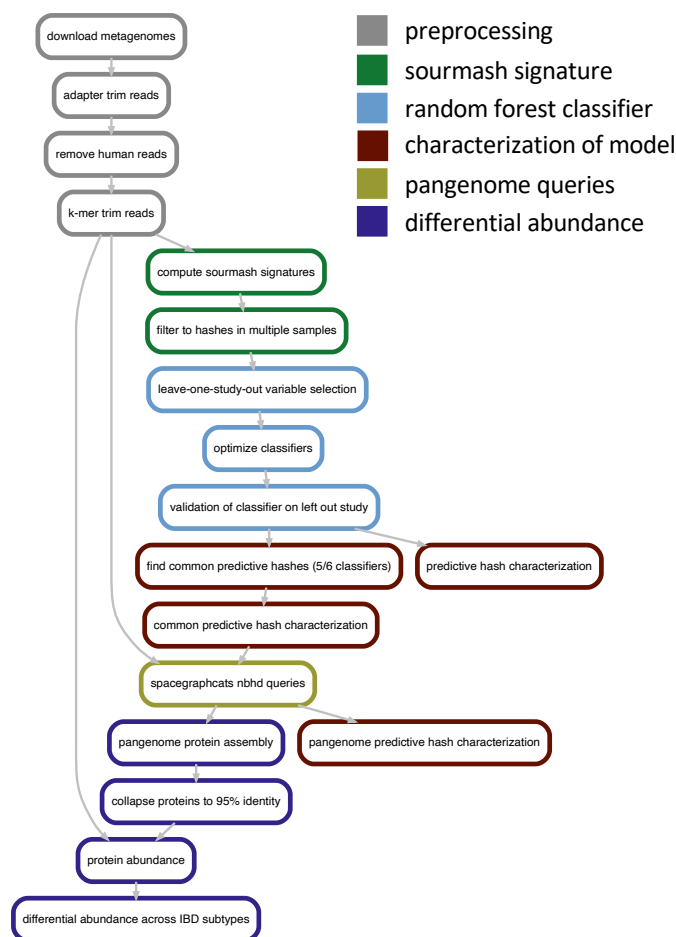 download metagenomes
adapter trim reads
remove human reads
k-mer trim reads
preprocessing
sourmash signature
random forest classifier
characterization of model
pangenome queries
differential abundance
compute sourmash signatures
filter to hashes in multiple samples
leave-one-study-out variable selection
optimize classifiers
validation of classifier on left out study
find common predictive hashes (5/6 classifiers)
predictive hash characterization
common predictive hash characterization
spacegraphcats nbhd queries
pangenome protein assembly
pangenome predictive hash characterization
collapse proteins to 95% identity
protein abundance
differential abundance across IBD subtypes